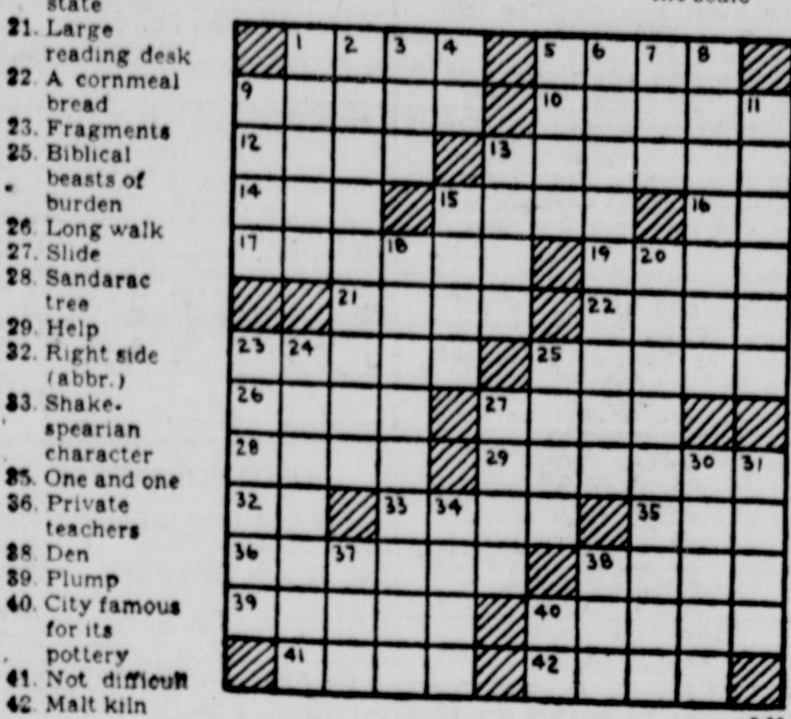 state
21. Large
reading desk
22. A cornmeal
bread
23. Fragments
25. Biblical
beasts of
burden
26. Long walk
27. Slide
28. Sandarac
tree
29. Help
32. Right side
(abbr.)
33. Shake-
spearian
character
35. One and one
36. Private
teachers
38. Den
39. Plump
40. City famous
for its
pottery
41. Not difficult
42. Malt kiln
1 2 3 4 5 6 7 8
9 10 11
12 13
14 15 16
17 18 19 20
21 22
23 24 25
26 27
28 29 30 31
32 33 34 35
36 37 38
39 40
41 42